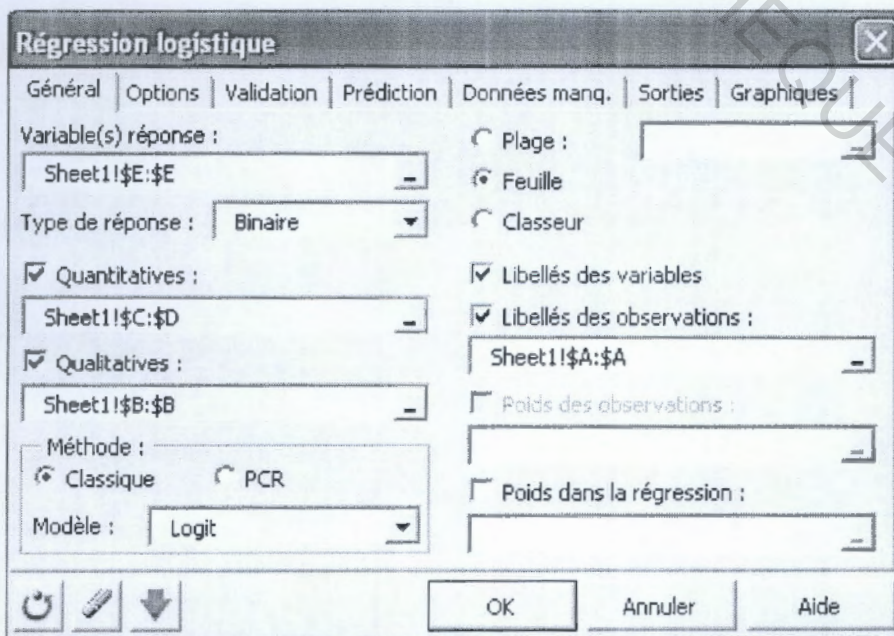 Régression logistique
Général Options Validation Prédiction Données manq. Sorties Graphiques
Variable(s) réponse :
Sheet1!$E:$E
Type de réponse : Binaire
Quantitatives :
Sheet1!$C:$D
Qualitatives :
Sheet1!$B:$B
Méthode :
Classique PCR
Modèle : Logit
Plage :
Feuille
Classeur
Libellés des variables
Libellés des observations :
Sheet1!$A:$A
Poids des observations :
Poids dans la régression :
OK Annuler Aide